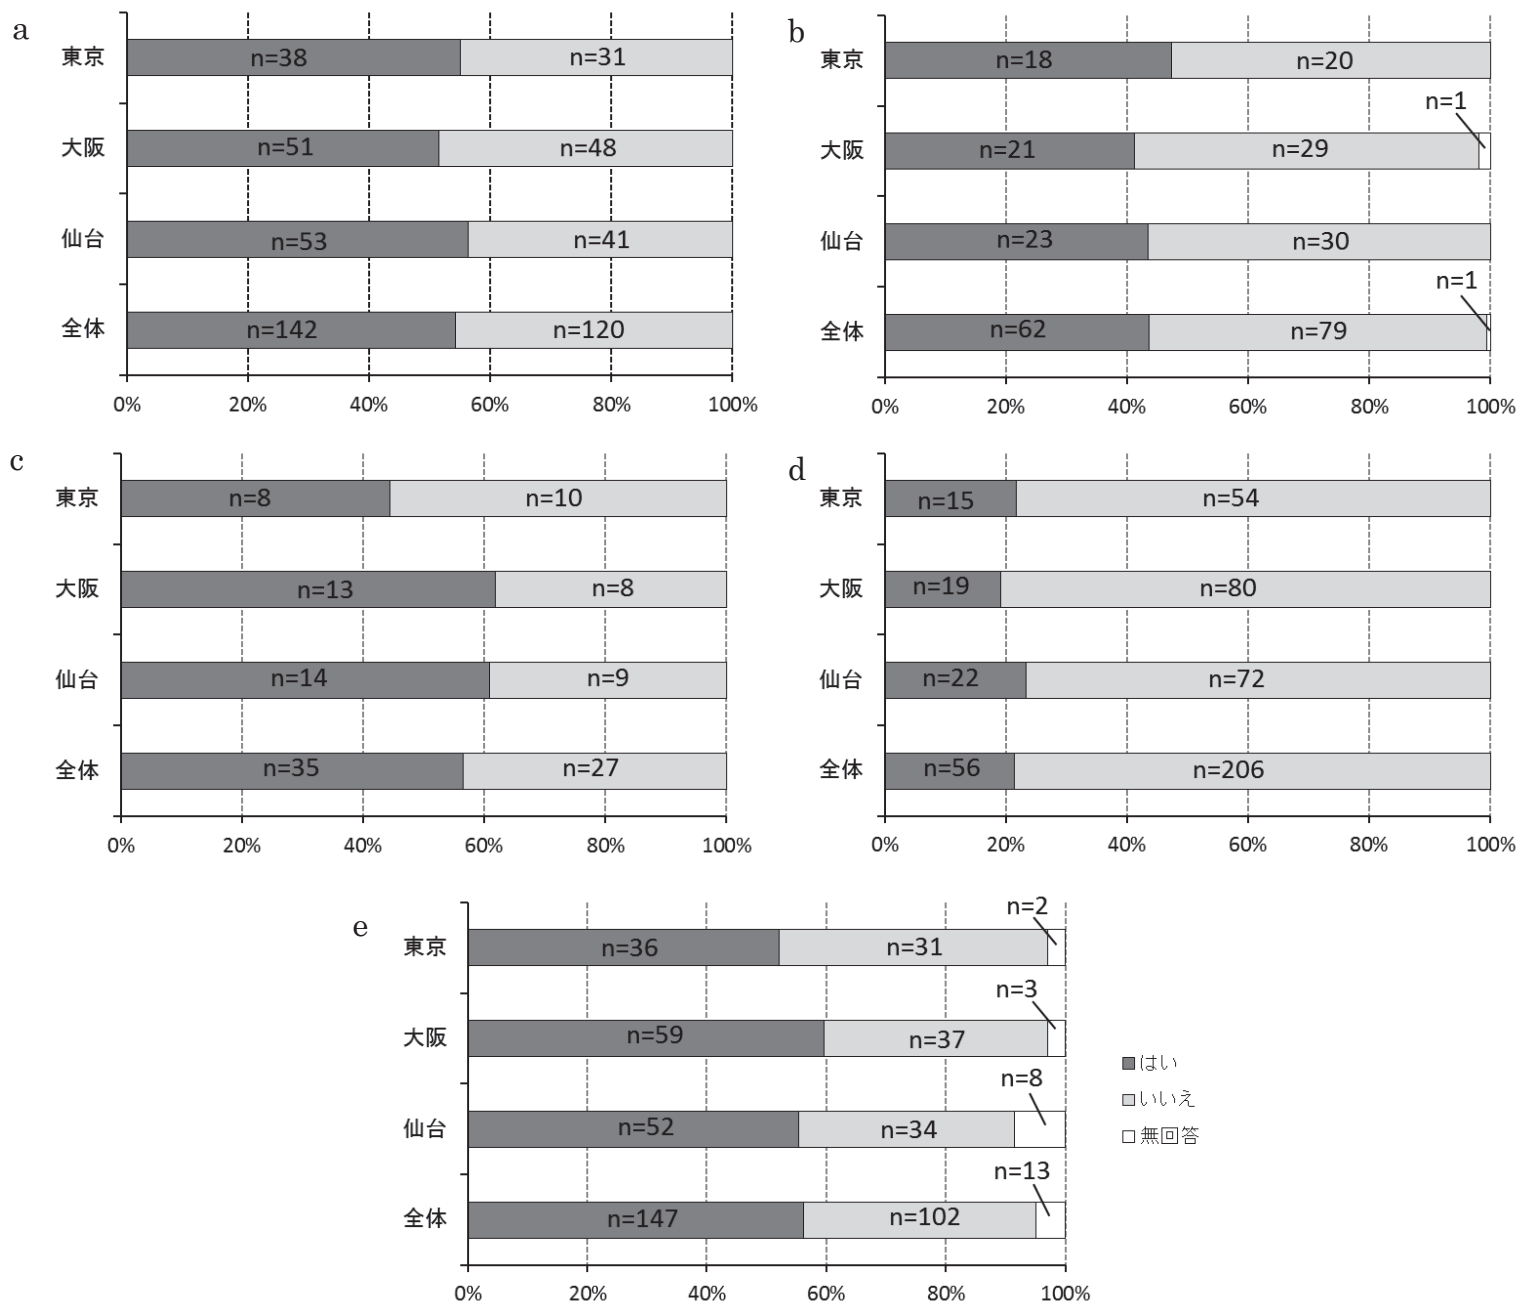 a
東京 n=38 n=31
大阪 n=51 n=48
仙台 n=53 n=41
全体 n=142 n=120
0% 20% 40% 60% 80% 100%
b
東京 n=18 n=20
n=1
大阪 n=21 n=29
仙台 n=23 n=30
n=1
全体 n=62 n=79
0% 20% 40% 60% 80% 100%
c
東京 n=8 n=10
大阪 n=13 n=8
仙台 n=14 n=9
全体 n=35 n=27
0% 20% 40% 60% 80% 100%
d
東京 n=15 n=54
大阪 n=19 n=80
仙台 n=22 n=72
全体 n=56 n=206
0% 20% 40% 60% 80% 100%
e
n=2
東京 n=36 n=31
n=3
大阪 n=59 n=37
n=8
仙台 n=52 n=34
n=13
全体 n=147 n=102
0% 20% 40% 60% 80% 100%
はい
いいえ
無回答